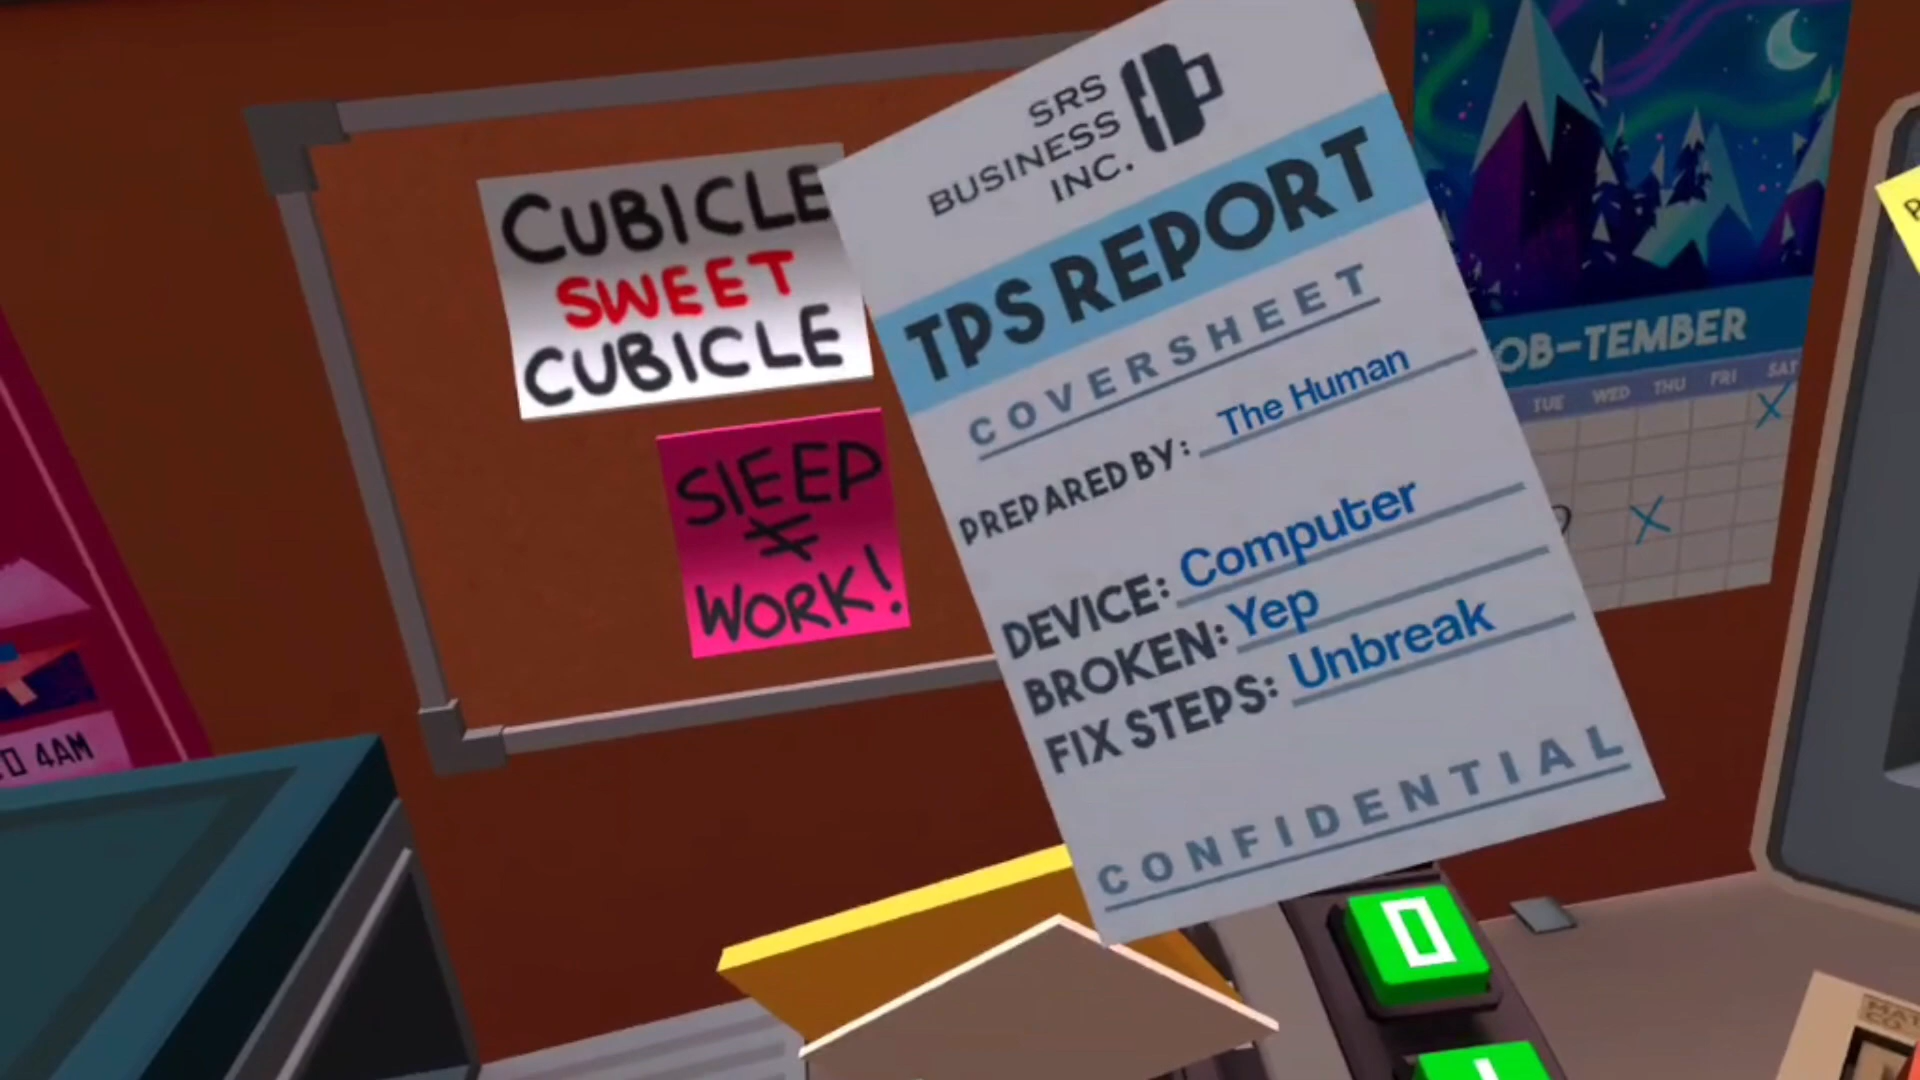 CUBICLE
SWEET
CUBICLE
SlEEP
≠
WORK!
SRS
BUSINESS
INC.
TPS REPORT
COVERSHEET
PREPARED BY: The Human
DEVICE: Computer
BROKEN: Yep
FIX STEPS: Unbreak
CONFIDENTIAL
OB-TEMBER
TUE WED THU FRI SAT
4AM
0